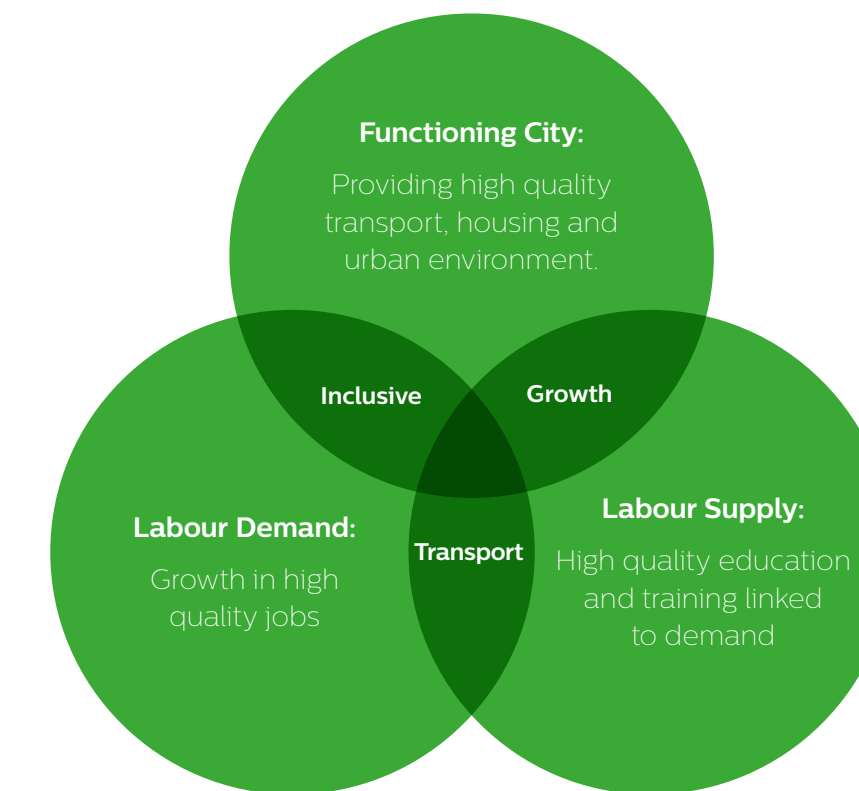 Functioning City:
Providing high quality
transport, housing and
urban environment.
Inclusive
Growth
Labour Demand:
Growth in high
quality jobs
Transport
Labour Supply:
High quality education
and training linked
to demand